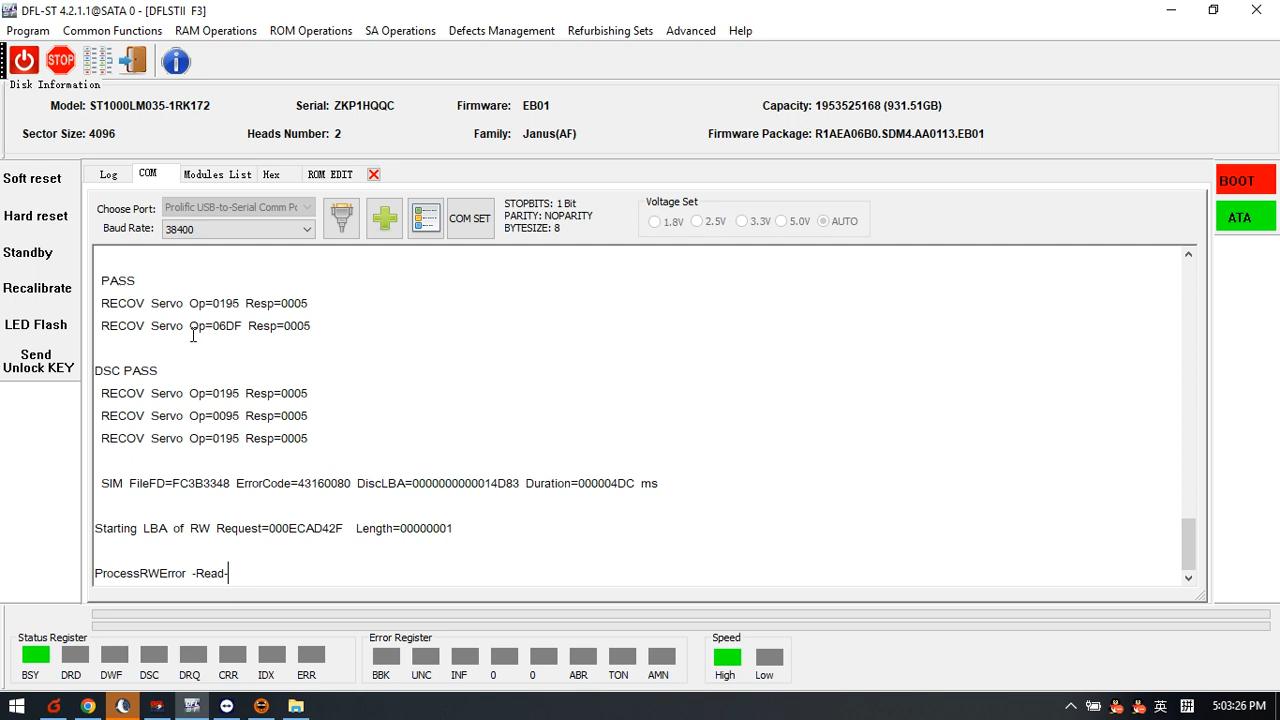 DFL-ST 4.2.1.1@SATA 0 - [DFLSTII F3]
Program Common Functions RAM Operations ROM Operations SA Operations Defects Management Refurbishing Sets Advanced Help
STOP
Disk Information
Model: ST1000LM035-1RK172 Serial: ZKP1HQQC Firmware: EB01 Capacity: 1953525168 (931.51GB)
Sector Size: 4096 Heads Number: 2 Family: Janus(AF) Firmware Package: R1AEA06B0.SDM4.AA0113.EB01
Soft reset
Hard reset
Standby
Recalibrate
LED Flash
Send
Unlock KEY
Log COM Modules List Hex ROM EDIT
Choose Port: Prolific USB-to-Serial Comm Po
Baud Rate: 38400
COM SET
STOPBITS: 1 Bit
PARITY: NOPARITY
BYTESIZE: 8
Voltage Set
1.8V 2.5V 3.3V 5.0V AUTO
BOOT
ATA
PASS
RECOV Servo Op=0195 Resp=0005
RECOV Servo Op=06DF Resp=0005
DSC PASS
RECOV Servo Op=0195 Resp=0005
RECOV Servo Op=0095 Resp=0005
RECOV Servo Op=0195 Resp=0005
SIM FileFD=FC3B3348 ErrorCode=43160080 DiscLBA=0000000000014D83 Duration=000004DC ms
Starting LBA of RW Request=000ECAD42F Length=00000001
ProcessRWError -Read-
Status Register Error Register Speed
BSY DRD DWF DSC DRQ CRR IDX ERR BBK UNC INF 0 0 ABR TON AMN High Low
英 拼 5:03:26 PM